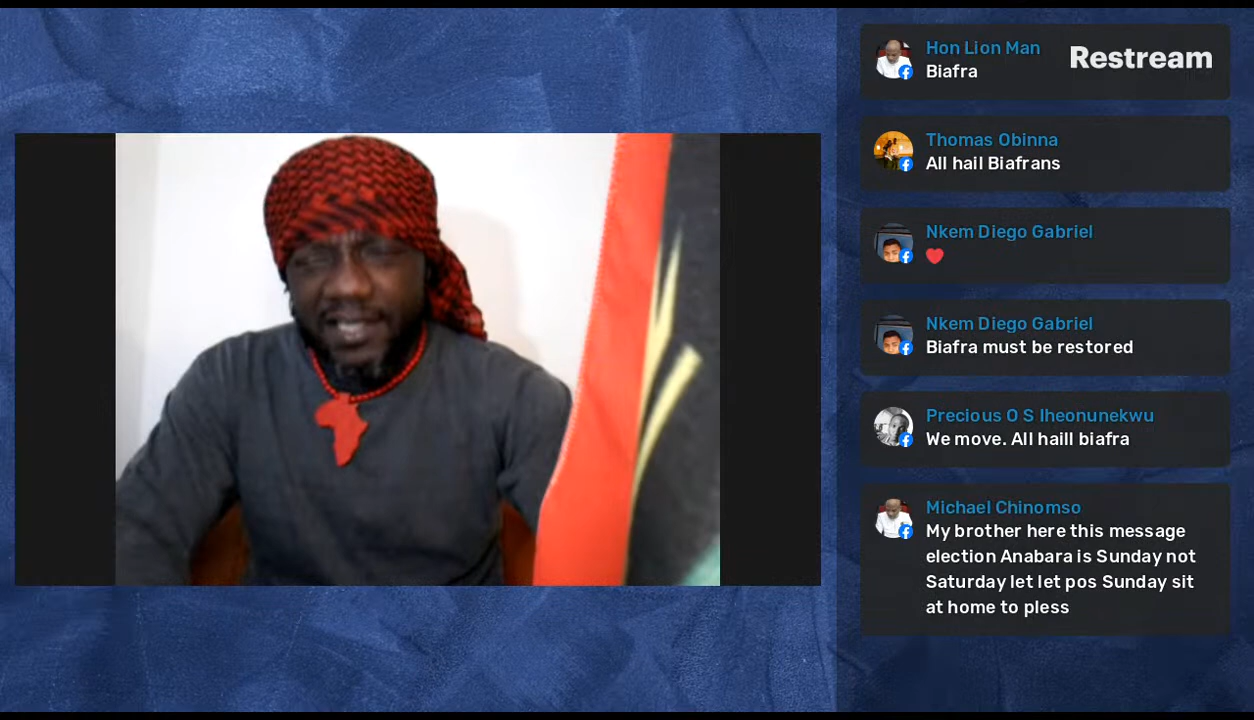 Hon Lion Man
Biafra
Restream
Thomas Obinna
All hail Biafrans
Nkem Diego Gabriel
Nkem Diego Gabriel
Biafra must be restored
Precious O S Iheonunekwu
We move. All haill biafra
Michael Chinomso
My brother here this message
election Anabara is Sunday not
Saturday let let pos Sunday sit
at home to pless